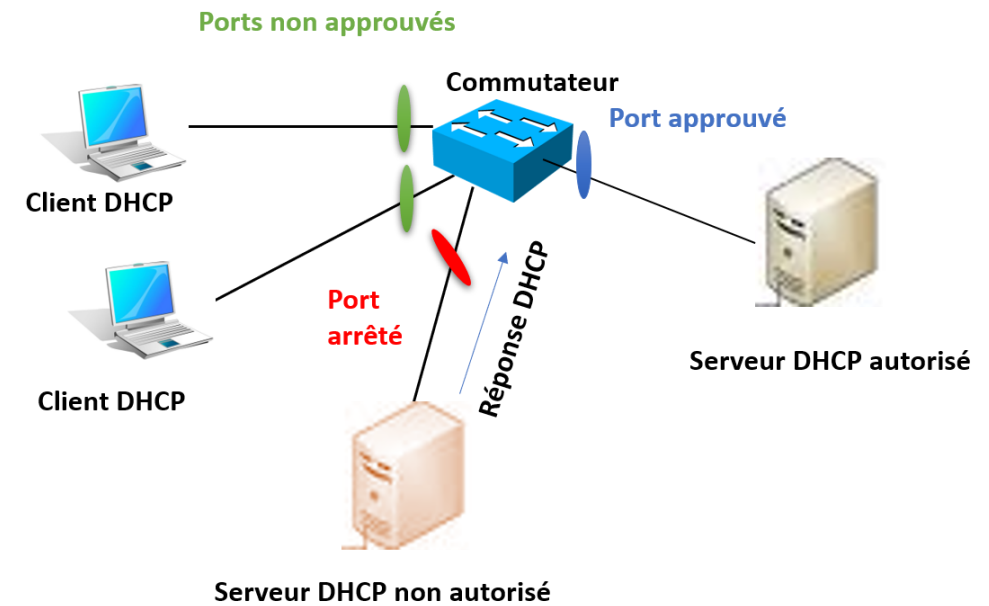 Ports non approuvés
Commutateur
Port approuvé
Client DHCP
Port
arrêté
Réponse DHCP
Serveur DHCP autorisé
Client DHCP
Serveur DHCP non autorisé